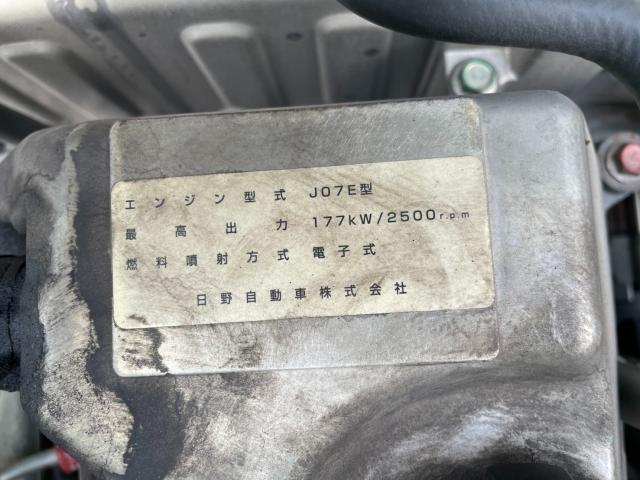 エンジン型式 J07E型
最高出力 177kW/2500r.p.m
燃料噴射方式 電子式
日野自動車株式会社